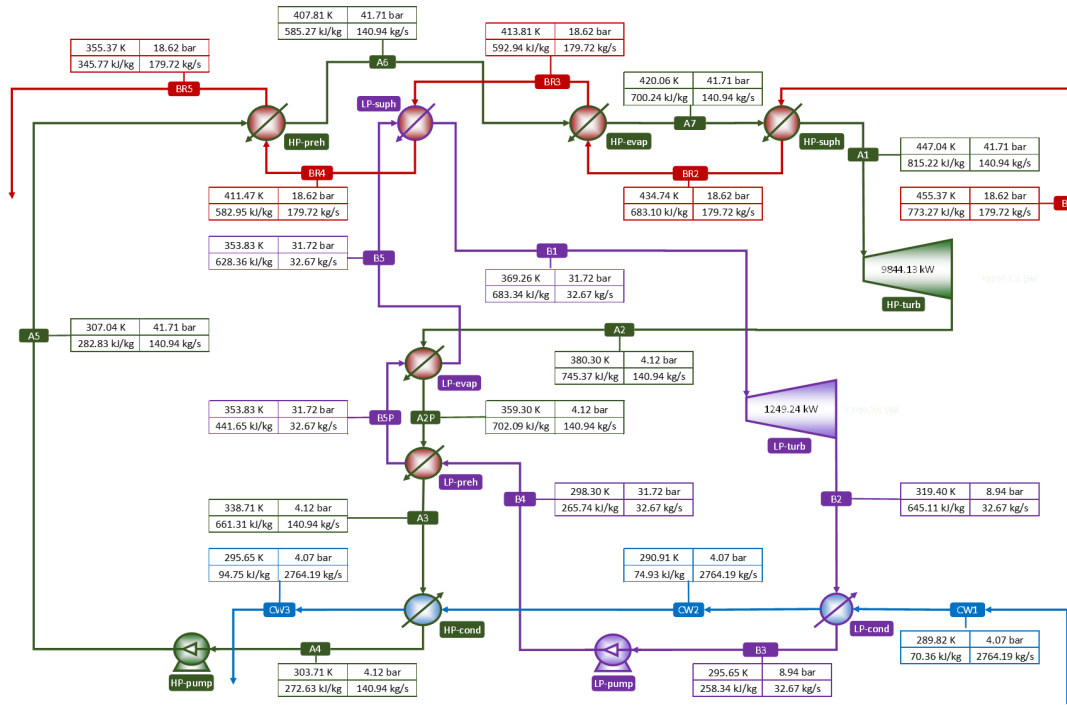 407.81 K 41.71 bar
585.27 kJ/kg 140.94 kg/s
A6
355.37 K 18.62 bar
345.77 kJ/kg 179.72 kg/s
BR5
413.81 K 18.62 bar
592.94 kJ/kg 179.72 kg/s
BR3
420.06 K 41.71 bar
700.24 kJ/kg 140.94 kg/s
A7
LP-suph
HP-preh
HP-evap
HP-suph
A1
447.04 K 41.71 bar
815.22 kJ/kg 140.94 kg/s
BR4
411.47 K 18.62 bar
582.95 kJ/kg 179.72 kg/s
BR2
434.74 K 18.62 bar
683.10 kJ/kg 179.72 kg/s
455.37 K 18.62 bar
773.27 kJ/kg 179.72 kg/s
353.83 K 31.72 bar
628.36 kJ/kg 32.67 kg/s
B5
B1
369.26 K 31.72 bar
683.34 kJ/kg 32.67 kg/s
9844.13 kW
HP-turb
A5
307.04 K 41.71 bar
282.83 kJ/kg 140.94 kg/s
A2
380.30 K 4.12 bar
745.37 kJ/kg 140.94 kg/s
LP-evap
353.83 K 31.72 bar
441.65 kJ/kg 32.67 kg/s
B5P
A2P
359.30 K 4.12 bar
702.09 kJ/kg 140.94 kg/s
1249.24 kW
LP-turb
LP-preh
338.71 K 4.12 bar
661.31 kJ/kg 140.94 kg/s
A3
B4
298.30 K 31.72 bar
265.74 kJ/kg 32.67 kg/s
B2
319.40 K 8.94 bar
645.11 kJ/kg 32.67 kg/s
295.65 K 4.07 bar
94.75 kJ/kg 2764.19 kg/s
CW3
290.91 K 4.07 bar
74.93 kJ/kg 2764.19 kg/s
CW2
CW1
289.82 K 4.07 bar
70.36 kJ/kg 2764.19 kg/s
HP-cond
LP-cond
A4
303.71 K 4.12 bar
272.63 kJ/kg 140.94 kg/s
HP-pump
LP-pump
B3
295.65 K 8.94 bar
258.34 kJ/kg 32.67 kg/s